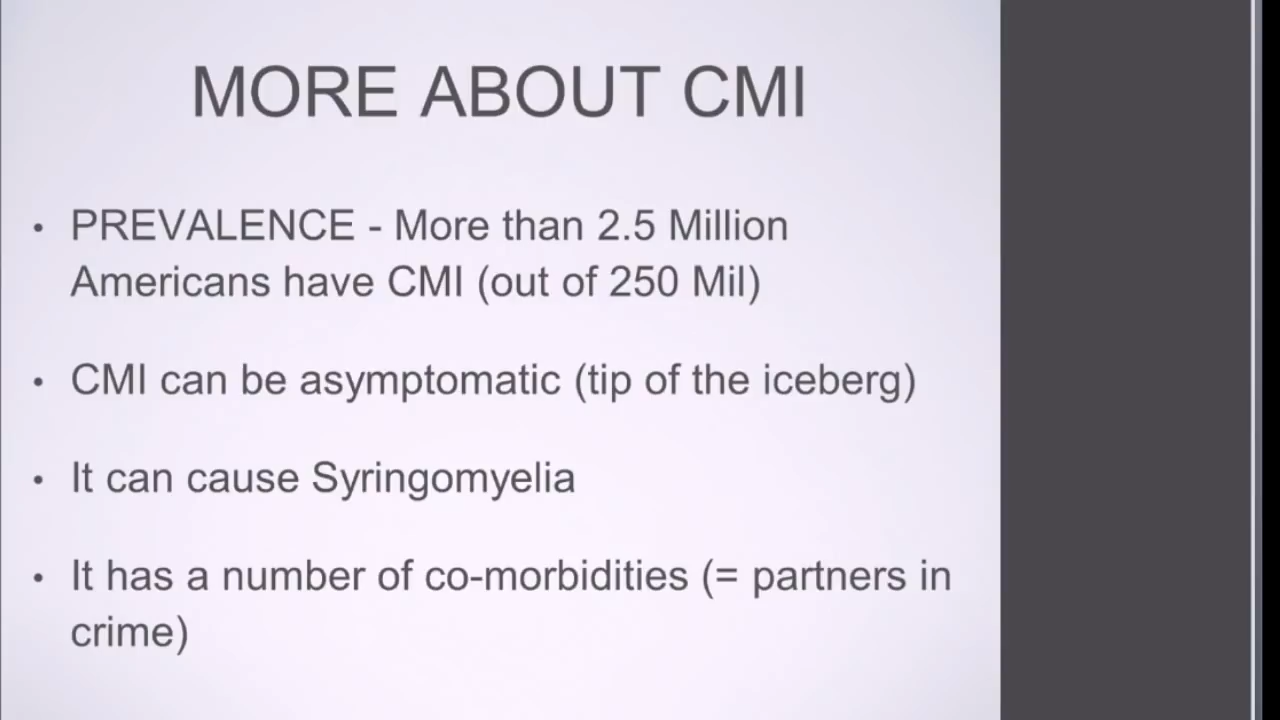 MORE ABOUT CMI
• PREVALENCE - More than 2.5 Million
Americans have CMI (out of 250 Mil)
• CMI can be asymptomatic (tip of the iceberg)
• It can cause Syringomyelia
• It has a number of co-morbidities (= partners in
crime)